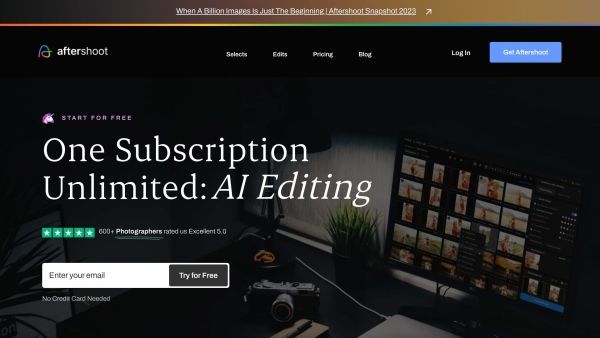 When A Billion Images Is Just The Beginning | Aftershoot Snapshot 2023
aftershoot
Selects
Edits
Pricing
Blog
Log In
Get Aftershoot
START FOR FREE
One Subscription
Unlimited: AI Editing
600+ Photographers rated us Excellent 5.0
Enter your email
Try for Free
No Credit Card Needed